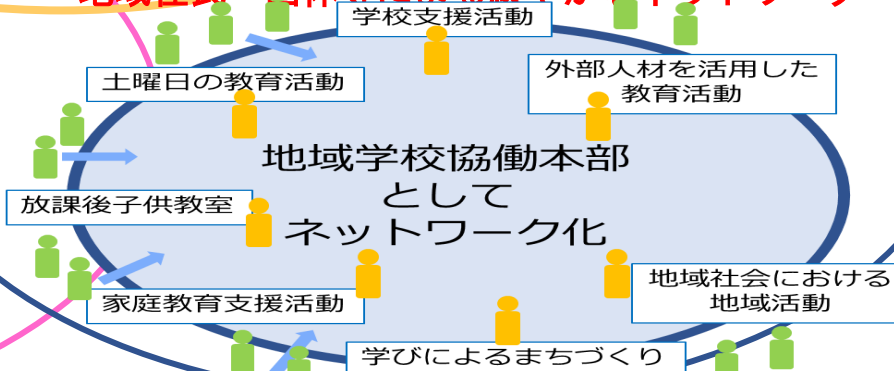 学校支援活動
土曜日の教育活動
外部人材を活用した
教育活動
地域学校協働本部
として
ネットワーク化
放課後子供教室
家庭教育支援活動
地域社会における
地域活動
学びによるまちづくり